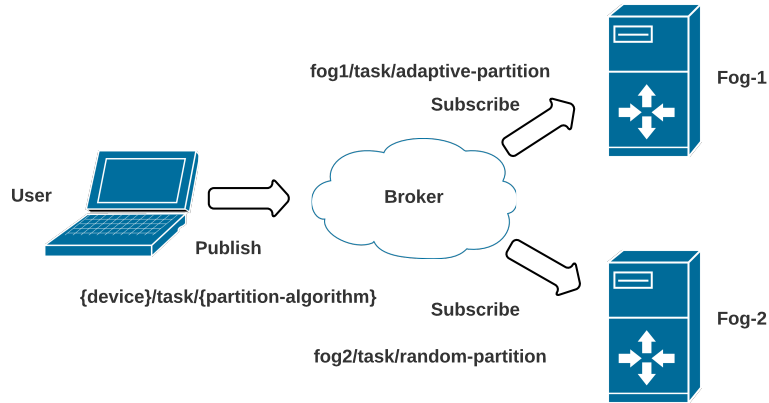 fog1/task/adaptive-partition
Fog-1
Subscribe
User
Broker
Publish
{device}/task/{partition-algorithm}
Subscribe
Fog-2
fog2/task/random-partition